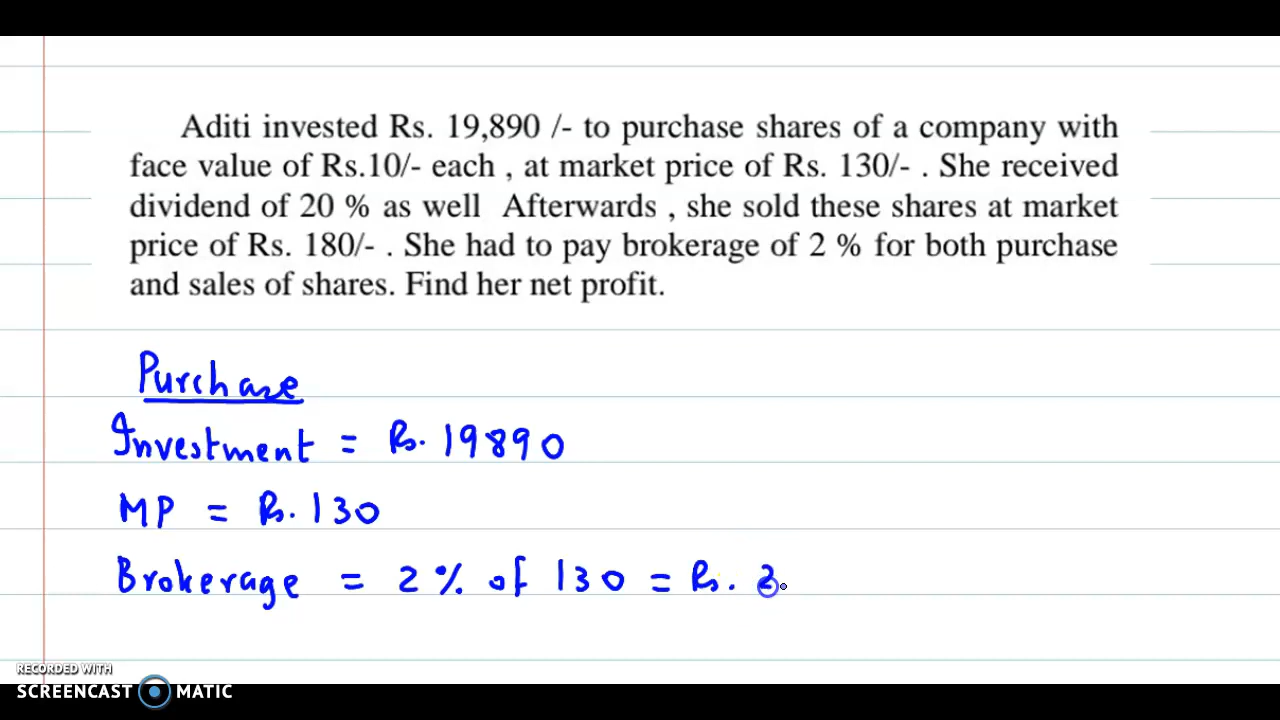 Aditi invested Rs. 19,890 /- to purchase shares of a company with
face value of Rs.10/- each , at market price of Rs. 130/- . She received
dividend of 20 % as well Afterwards , she sold these shares at market
price of Rs. 180/- . She had to pay brokerage of 2 % for both purchase
and sales of shares. Find her net profit.
Purchase
Investment = Rs. 19890
MP = Rs. 130
Brokerage = 2 % of 130 = Rs. 2
RECORDED WITH
SCREENCAST MATIC